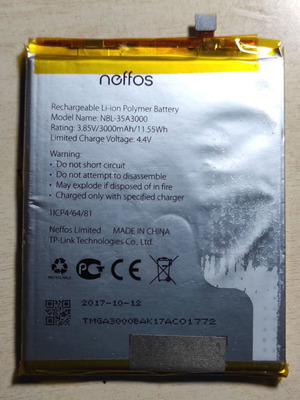 neffos
Rechargeable Li-ion Polymer Battery
Model Name: NBL-35A3000
Rating: 3.85V/3000mAh/11.55Wh
Limited Charge Voltage: 4.4V
Warning:
• Do not short circuit
• Do not attempt to disassemble
• May explode if disposed of in fire
• Charged only with specified charger
1ICP4/64/81
Neffos Limited MADE IN CHINA
TP-Link Technologies Co., Ltd.
EAC
2017-10-12
TMGA3000BAK17AC01772